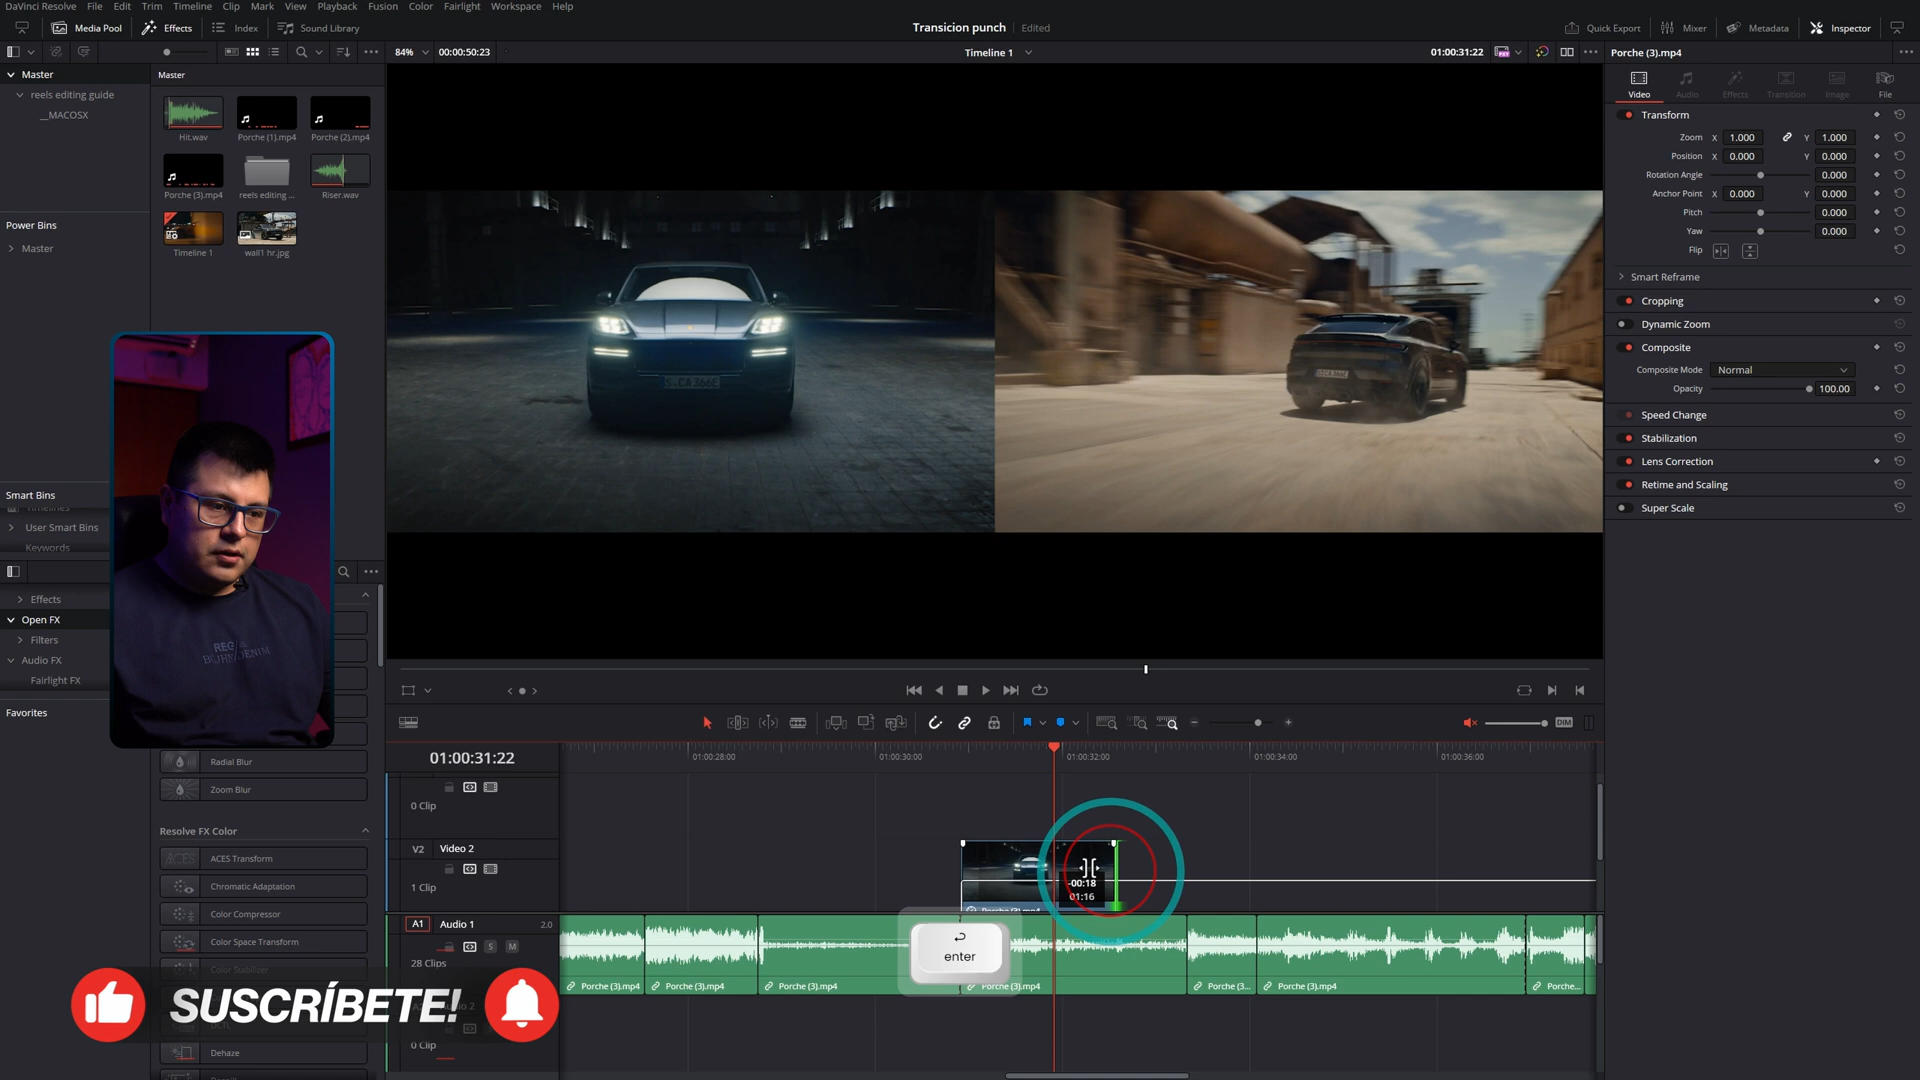 DaVinci Resolve File Edit Trim Timeline Clip Mark View Playback Fusion Color Fairlight Workspace Help
Media Pool Effects Index Sound Library
Transicion punch Edited
Quick Export Mixer Metadata Inspector
84% 00:00:50:23
Timeline 1
01:00:31:22
Porche (3).mp4
Master
reels editing guide
__MACOSX
Master
Hit.wav Porche (1).mp4 Porche (2).mp4
Porche (3).mp4 reels editing ... Riser.wav
Timeline 1 wall1 hr.jpg
Power Bins
Master
Smart Bins
Timelines
User Smart Bins
Keywords
Effects
Open FX
Filters
Audio FX
Fairlight FX
Favorites
Radial Blur
Zoom Blur
Resolve FX Color
ACES Transform
Chromatic Adaptation
Color Compressor
Color Space Transform
Color Stabilizer
DCTL
Dehaze
Video Audio Effects Transition Image File
Transform
Zoom X 1.000 Y 1.000
Position X 0.000 Y 0.000
Rotation Angle 0.000
Anchor Point X 0.000 Y 0.000
Pitch 0.000
Yaw 0.000
Flip
Smart Reframe
Cropping
Dynamic Zoom
Composite
Composite Mode Normal
Opacity 100.00
Speed Change
Stabilization
Lens Correction
Retime and Scaling
Super Scale
DIM
01:00:31:22
01:00:28:00 01:00:30:00 01:00:32:00 01:00:34:00 01:00:36:00
0 Clip
V2 Video 2
1 Clip
-00:18
01:16
Porche (3).mp4
A1 Audio 1 2.0
S M
28 Clips
Porche (3).mp4 Porche (3).mp4 Porche (3).mp4 Porche (3).mp4 Porche (3... Porche (3).mp4 Porche...
0 Clip
enter
SUSCRÍBETE!